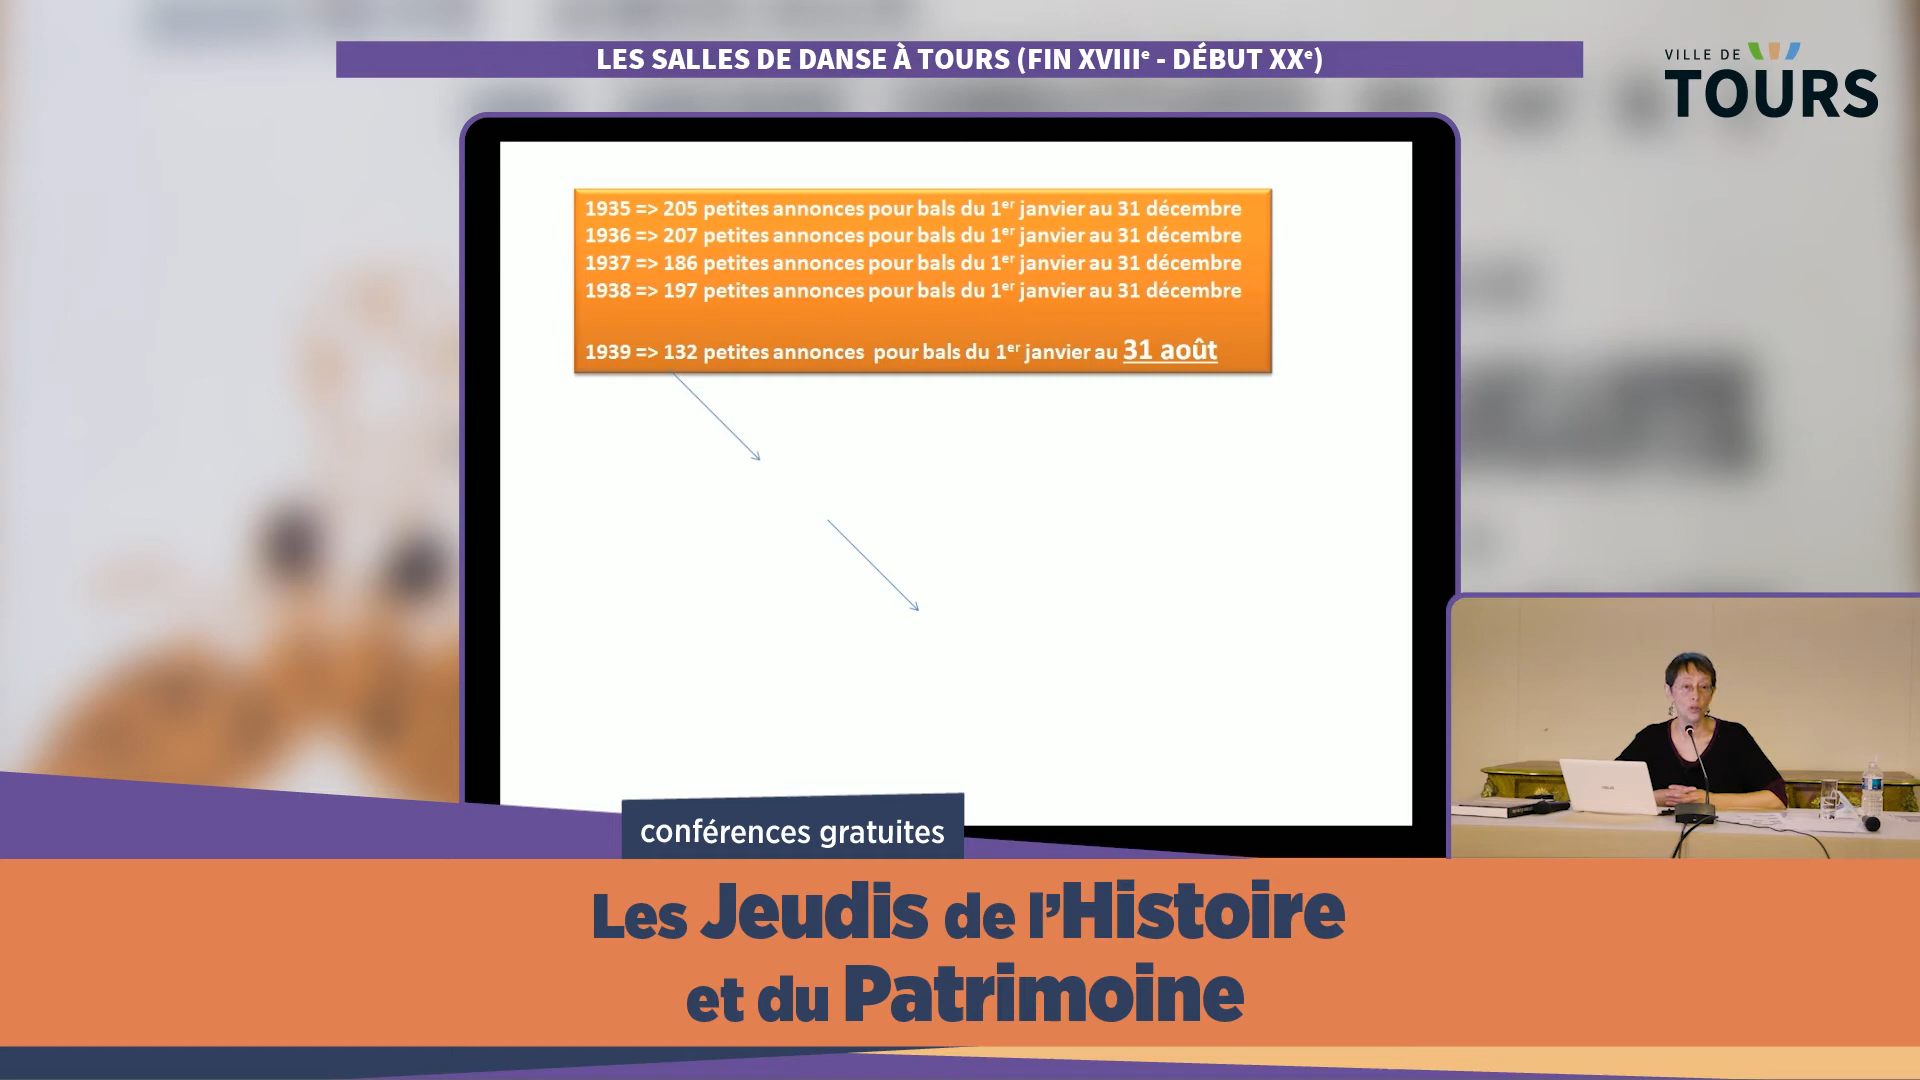 LES SALLES DE DANSE À TOURS (FIN XVIIIe - DÉBUT XXe)
VILLE DE
TOURS
1935 => 205 petites annonces pour bals du 1er janvier au 31 décembre
1936 => 207 petites annonces pour bals du 1er janvier au 31 décembre
1937 => 186 petites annonces pour bals du 1er janvier au 31 décembre
1938 => 197 petites annonces pour bals du 1er janvier au 31 décembre
1939 => 132 petites annonces pour bals du 1er janvier au 31 août
conférences gratuites
Les Jeudis de l’Histoire
et du Patrimoine